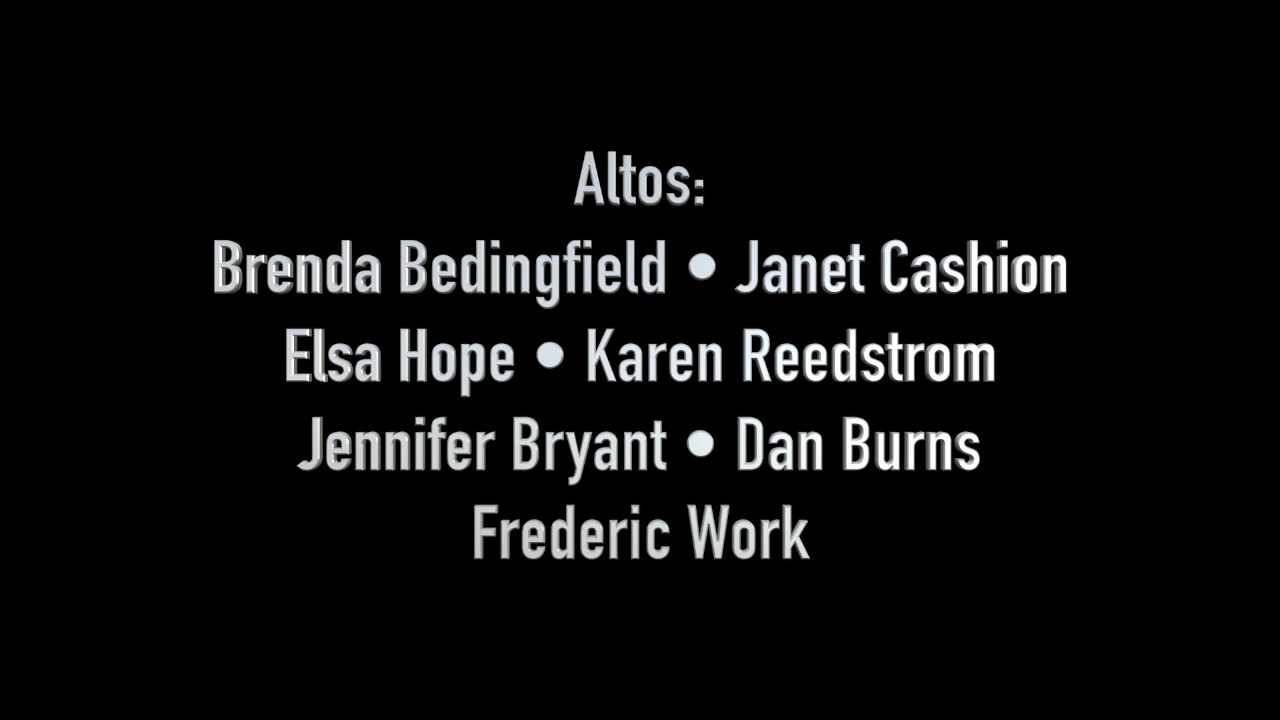 Altos:
Brenda Bedingfield • Janet Cashion
Elsa Hope • Karen Reedstrom
Jennifer Bryant • Dan Burns
Frederic Work